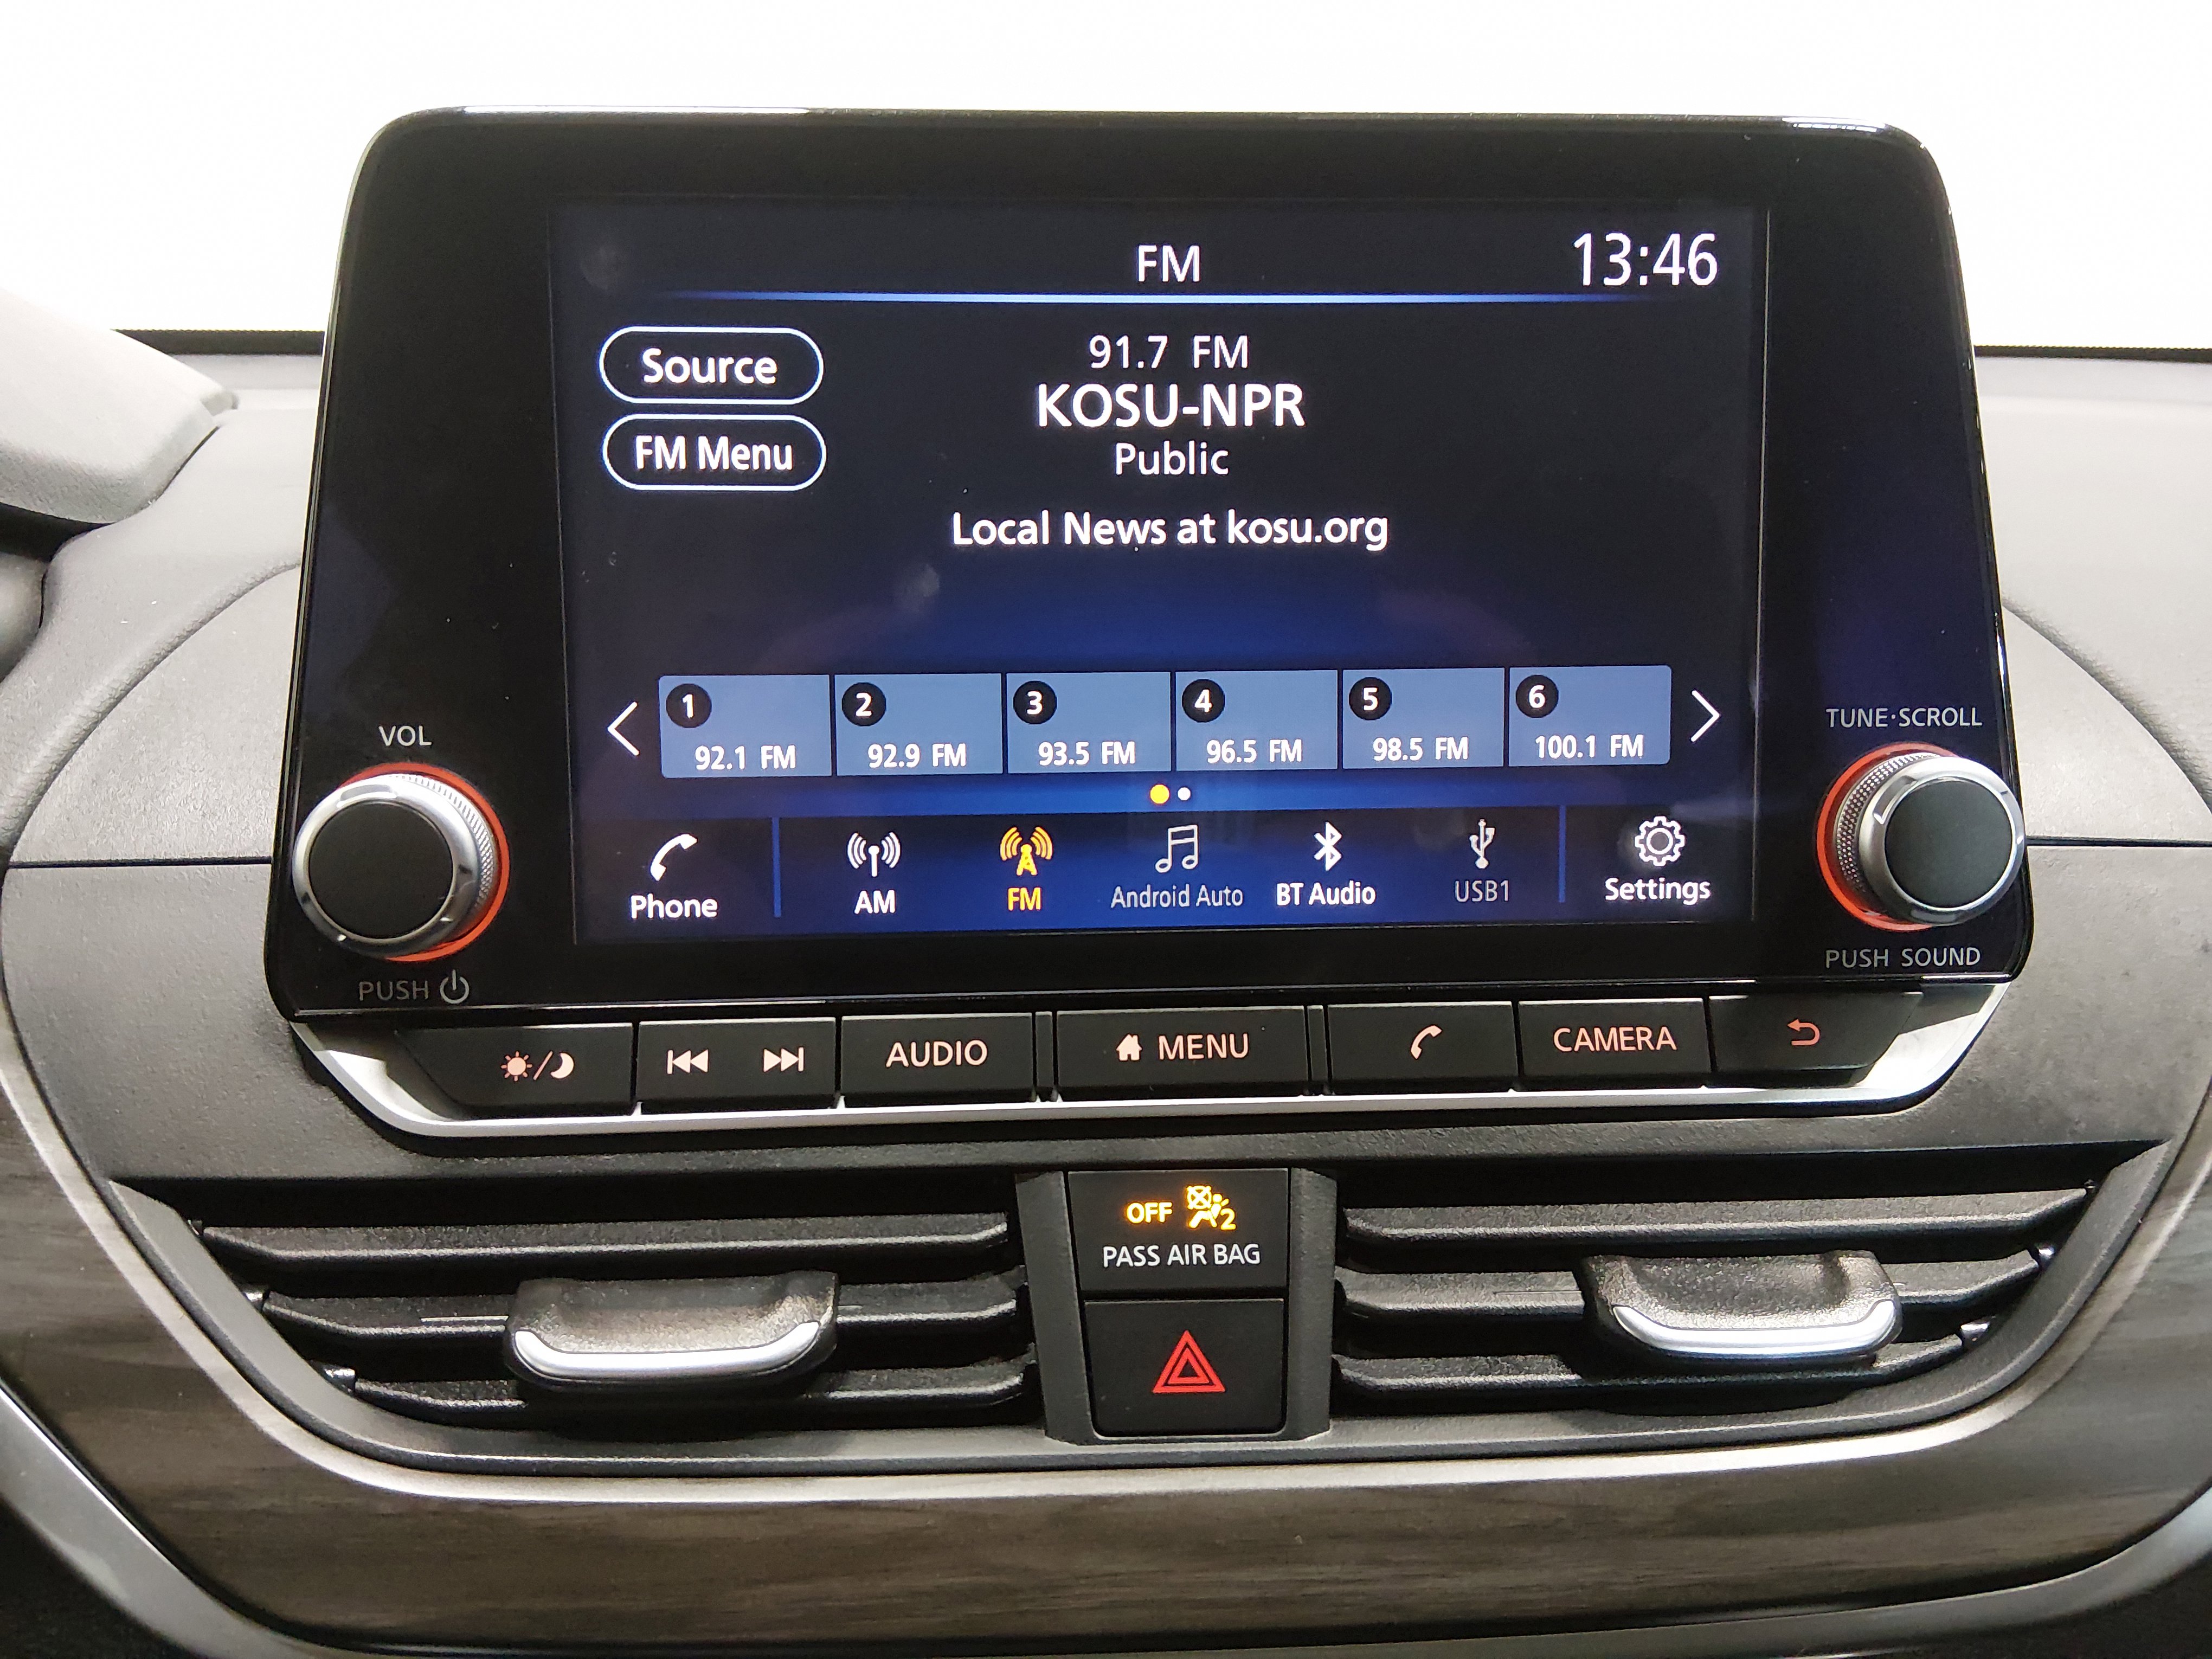 FM 13:46
Source
91.7 FM
KOSU-NPR
FM Menu
Public
Local News at kosu.org
1 2 3 4 5 6
92.1 FM 92.9 FM 93.5 FM 96.5 FM 98.5 FM 100.1 FM
Phone AM FM Android Auto BT Audio USB1 Settings
VOL
PUSH
TUNE·SCROLL
PUSH SOUND
AUDIO MENU CAMERA
OFF 2
PASS AIR BAG